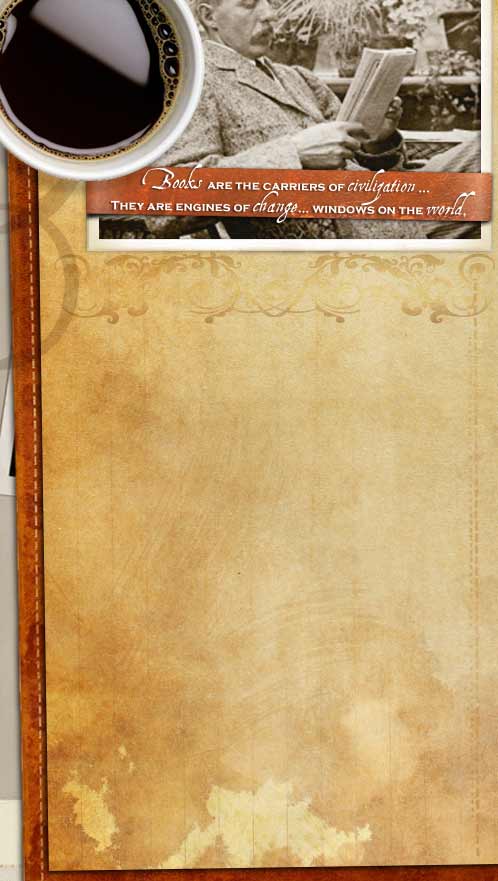 Books ARE THE CARRIERS OF civilization ...
THEY ARE ENGINES OF change... WINDOWS ON THE world,